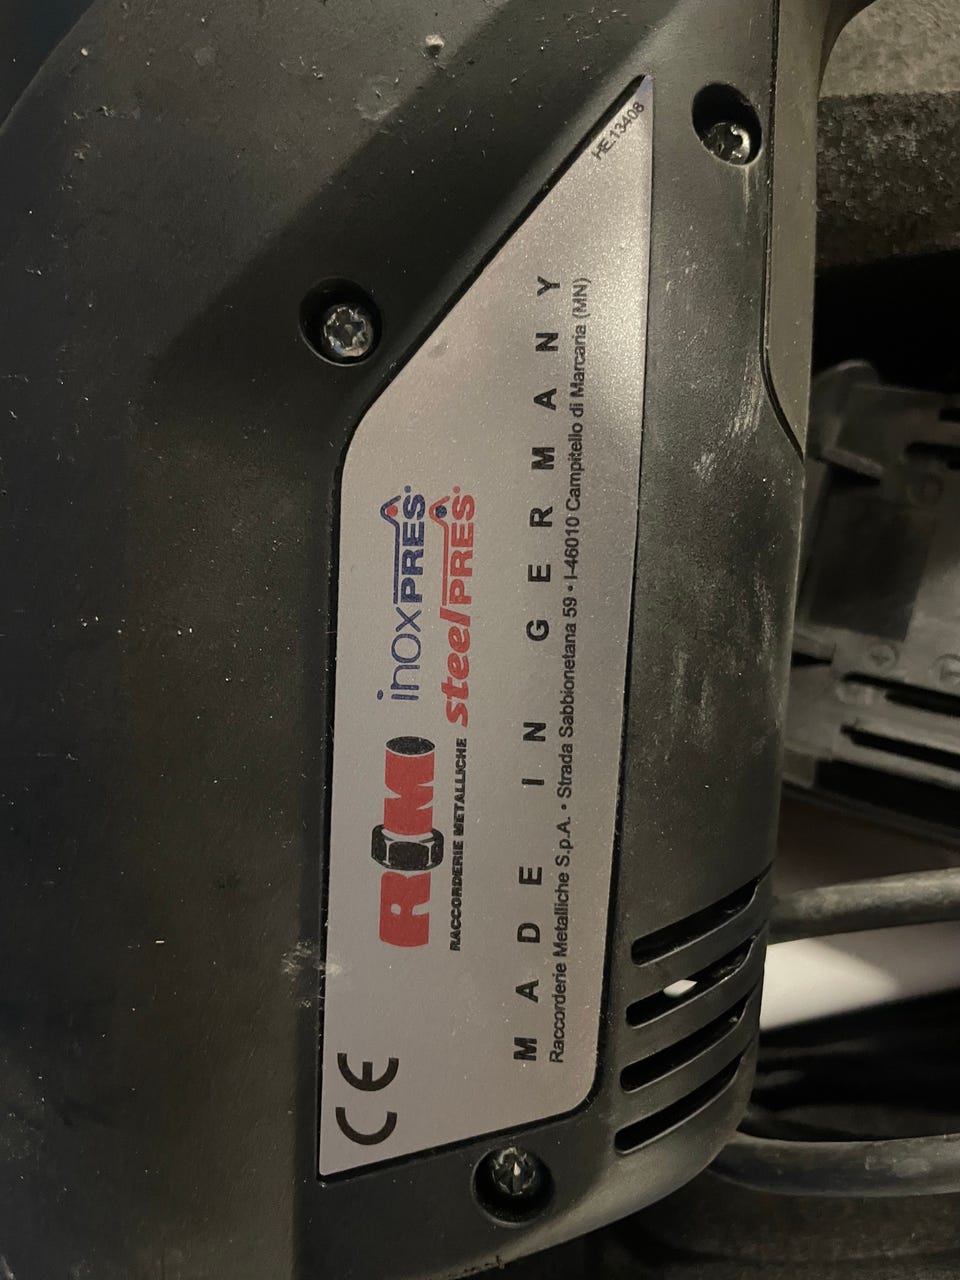 CE
RM
RACCORDERIE METALLICHE
inoxPRES®
steelPRES®
MADE IN GERMANY
Raccorderie Metalliche S.p.A. • Strada Sabbionetana 59 • I-46010 Campitello di Marcaria (MN)
HE.13408